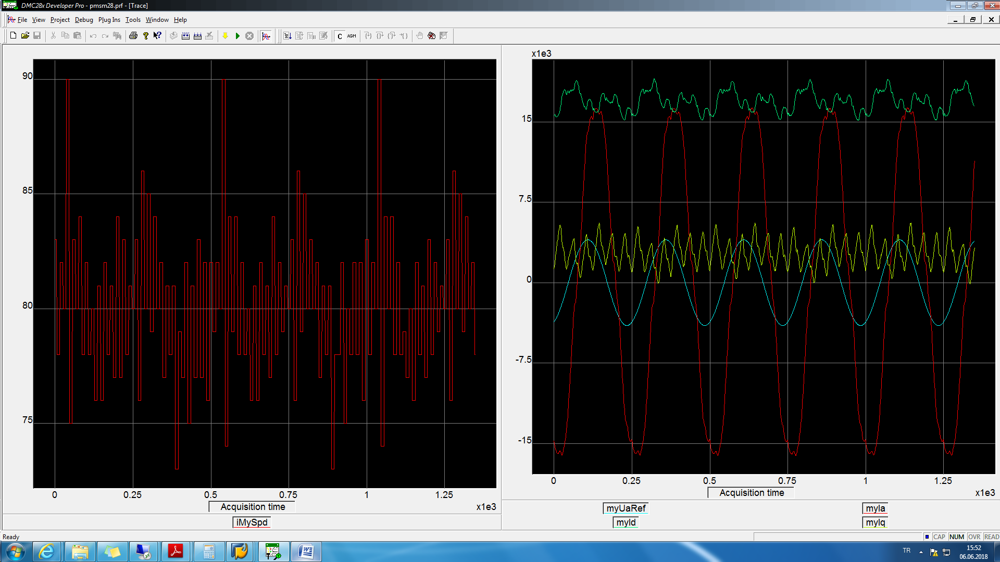 DMC28x Developer Pro - pmsm28.prf - [Trace]
File View Project Debug Plug Ins Tools Window Help
C ASM
90
85
80
75
0 0.25 0.5 0.75 1 1.25
Acquisition time x1e3
iMySpd
x1e3
15
7.5
0
-7.5
-15
0 0.25 0.5 0.75 1 1.25
Acquisition time x1e3
myUaRef myIa
myId myIq
Ready CAP NUM OVR READ
TR 15:52
06.06.2018